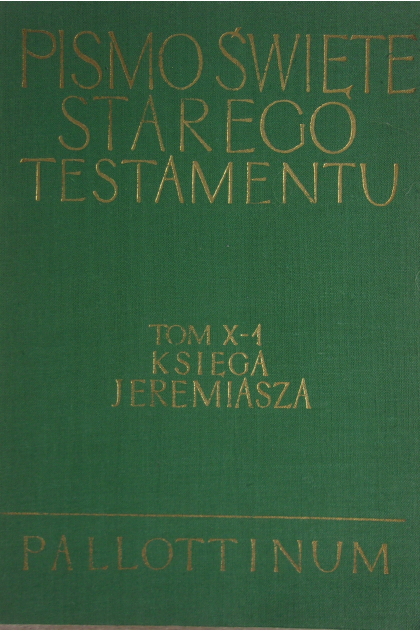 PISMO ŚWIĘTE
STAREGO
TESTAMENTU
TOM X-1
KSIĘGA
JEREMIASZA
PALLOTTINUM